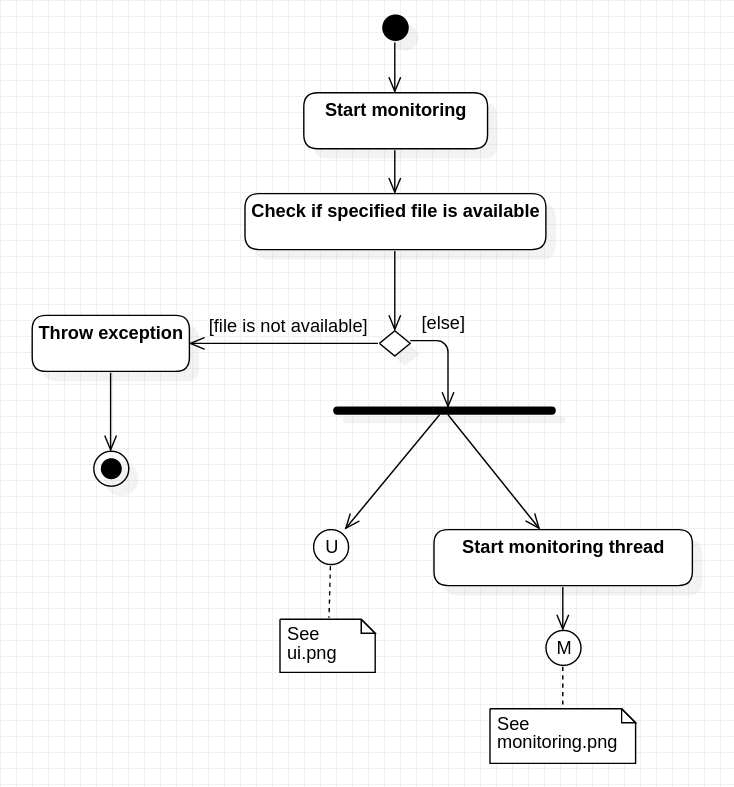 Start monitoring
Check if specified file is available
[file is not available]
[else]
Throw exception
U
Start monitoring thread
See
ui.png
M
See
monitoring.png